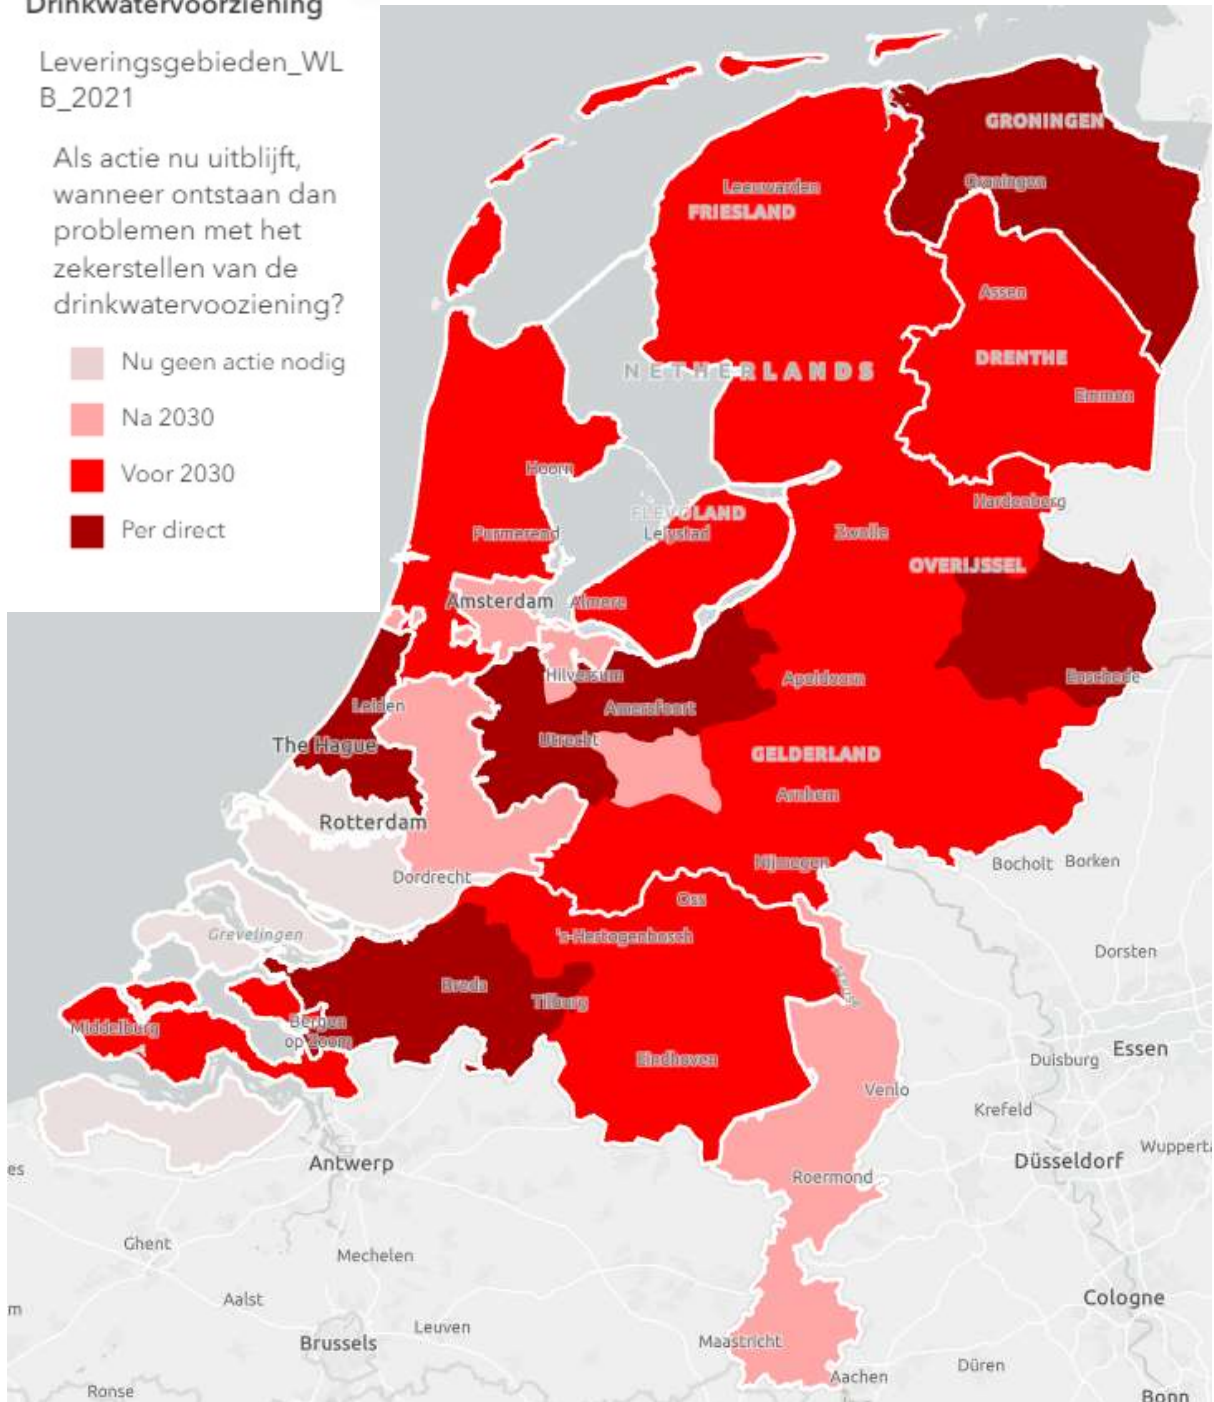 Drinkwatervoorziening
Leveringsgebieden_WL
B_2021
Als actie nu uitblijft,
wanneer ontstaan dan
problemen met het
zekerstellen van de
drinkwatervooziening?
Nu geen actie nodig
Na 2030
Voor 2030
Per direct
GRONINGEN
Groningen
Leeuwarden
FRIESLAND
Assen
DRENTHE
NETHERLANDS
Emmen
Hoorn
Hardenberg
FLEVOLAND
Lelystad
Purmerend
Zwolle
OVERIJSSEL
Amsterdam
Almere
Hilversum
Apeldoorn
Enschede
Leiden
Amersfoort
The Hague
Utrecht
GELDERLAND
Arnhem
Rotterdam
Nijmegen
Bocholt
Borken
Dordrecht
Oss
Grevelingen
's-Hertogenbosch
Dorsten
Breda
Meuse
Tilburg
Middelburg
Bergen
op Zoom
Eindhoven
Duisburg
Essen
Venlo
Krefeld
Wupperta
Antwerp
Düsseldorf
es
Roermond
Ghent
Mechelen
Aalst
Cologne
m
Leuven
Brussels
Maastricht
Düren
Aachen
Ronse
Bonn